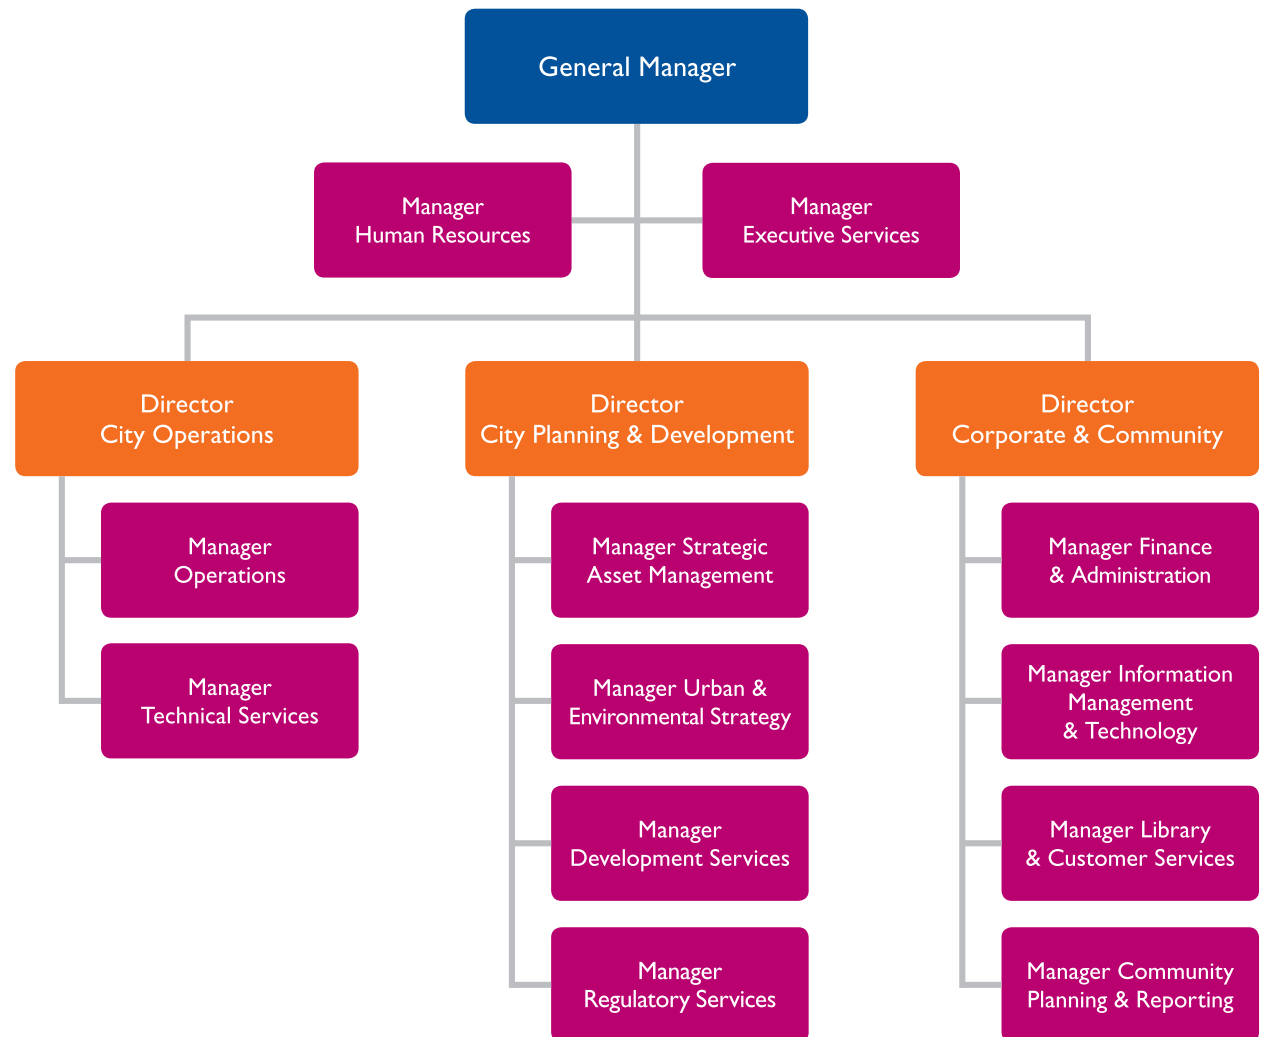 General Manager
Manager
Human Resources
Manager
Executive Services
Director
City Operations
Director
City Planning & Development
Director
Corporate & Community
Manager
Operations
Manager
Technical Services
Manager Strategic
Asset Management
Manager Urban &
Environmental Strategy
Manager
Development Services
Manager
Regulatory Services
Manager Finance
& Administration
Manager Information
Management
& Technology
Manager Library
& Customer Services
Manager Community
Planning & Reporting